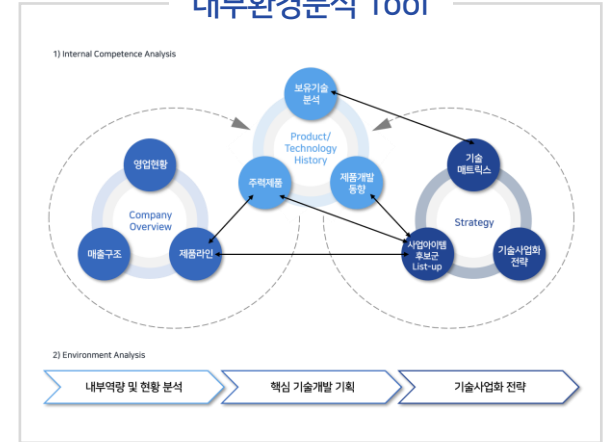 내부환경분석 Tool
1) Internal Competence Analysis
보유기술
분석
Product/
Technology
History
주력제품
제품개발
동향
영업현황
Company
Overview
매출구조
제품라인
기술
매트릭스
Strategy
사업아이템
후보군
List-up
기술사업화
전략
2) Environment Analysis
내부역량 및 현황 분석
핵심 기술개발 기획
기술사업화 전략